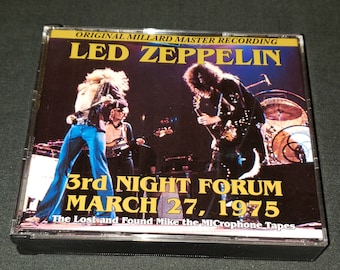 ORIGINAL MILLARD MASTER RECORDING
LED ZEPPELIN
3rd NIGHT FORUM
MARCH 27, 1975
The Lost and Found Mike the MICrophone Tapes